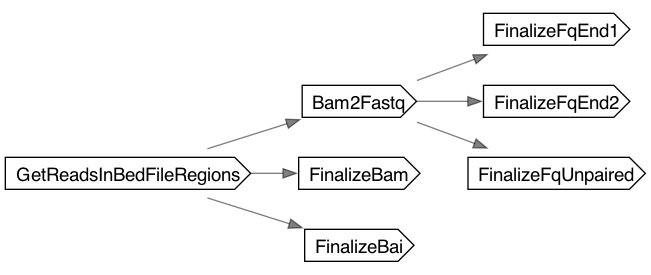 FinalizeFqEnd1
Bam2Fastq
FinalizeFqEnd2
GetReadsInBedFileRegions
FinalizeBam
FinalizeFqUnpaired
FinalizeBai